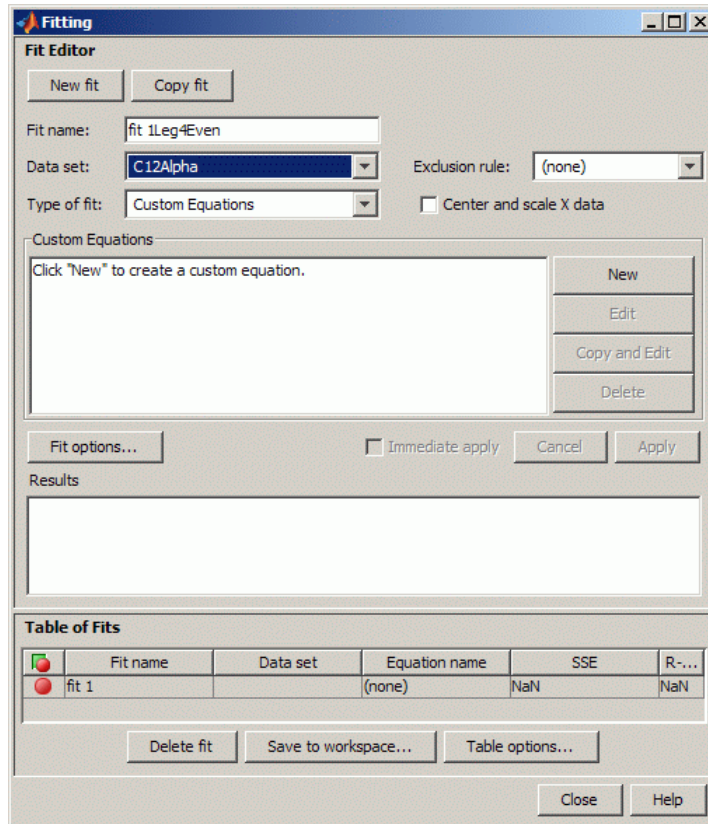 Fitting
Fit Editor
New fit Copy fit
Fit name: fit 1Leg4Even
Data set: C12Alpha Exclusion rule: (none)
Type of fit: Custom Equations Center and scale X data
Custom Equations
Click "New" to create a custom equation.
New
Edit
Copy and Edit
Delete
Fit options... Immediate apply Cancel Apply
Results
Table of Fits
Fit name Data set Equation name SSE R-...
fit 1 (none) NaN NaN
Delete fit Save to workspace... Table options...
Close Help